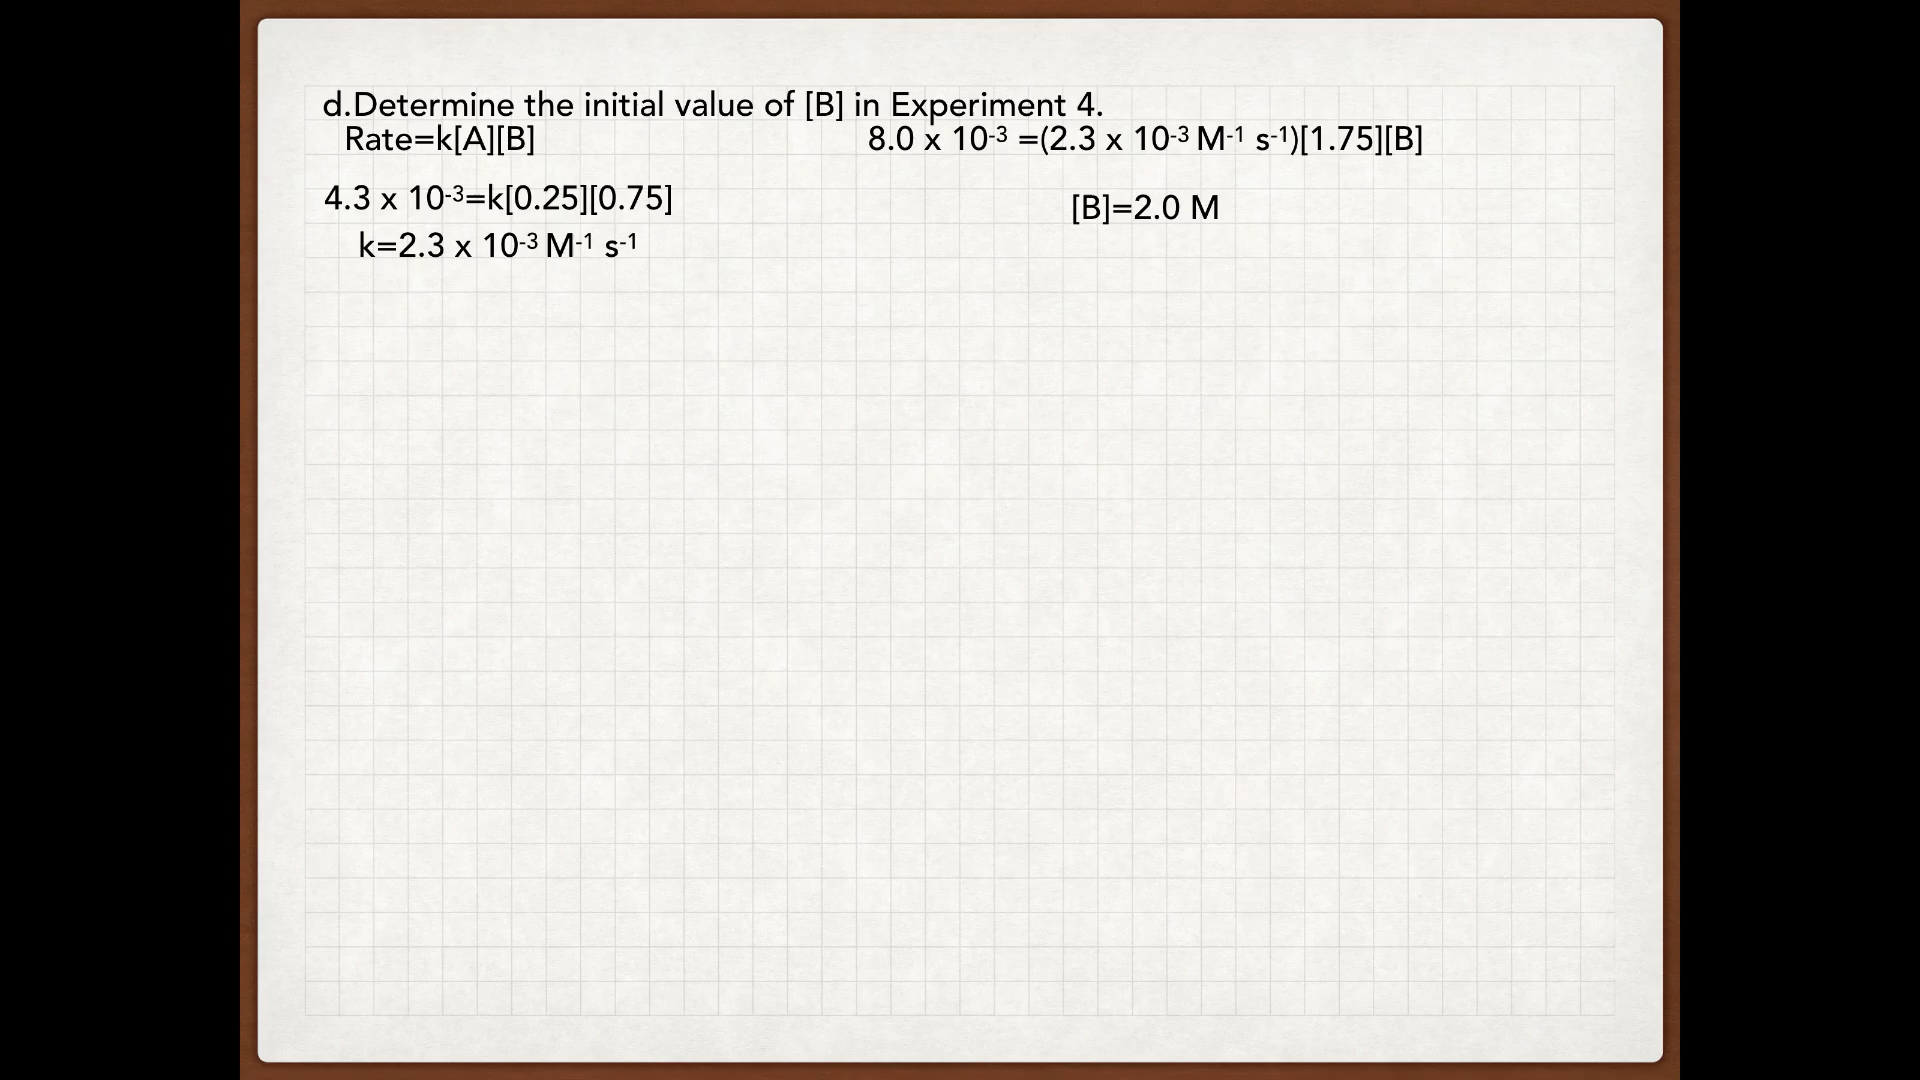 d.Determine the initial value of [B] in Experiment 4.
Rate=k[A][B]
4.3 x 10⁻³=k[0.25][0.75]
k=2.3 x 10⁻³ M⁻¹ s⁻¹
8.0 x 10⁻³ =(2.3 x 10⁻³ M⁻¹ s⁻¹)[1.75][B]
[B]=2.0 M